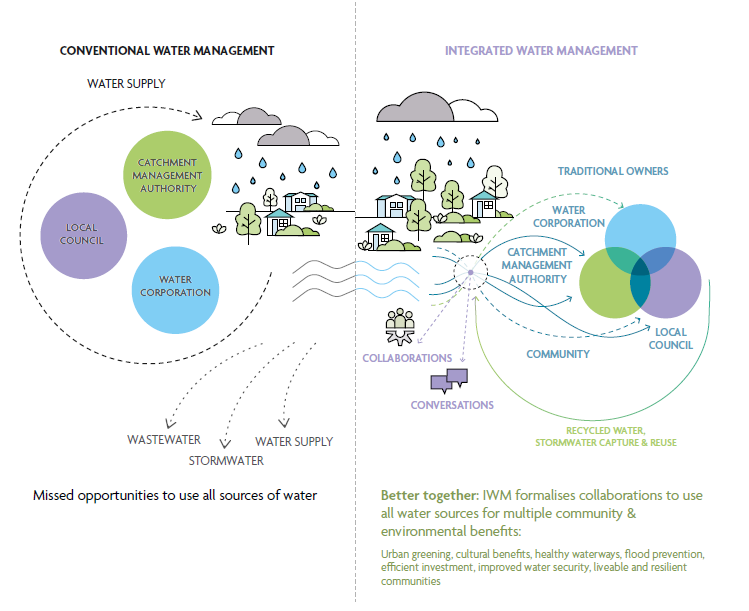 CONVENTIONAL WATER MANAGEMENT
WATER SUPPLY
CATCHMENT
MANAGEMENT
AUTHORITY
LOCAL
COUNCIL
WATER
CORPORATION
WASTEWATER
STORMWATER
WATER SUPPLY
Missed opportunities to use all sources of water
INTEGRATED WATER MANAGEMENT
TRADITIONAL OWNERS
WATER
CORPORATION
CATCHMENT
MANAGEMENT
AUTHORITY
LOCAL
COUNCIL
COMMUNITY
COLLABORATIONS
CONVERSATIONS
RECYCLED WATER,
STORMWATER CAPTURE & REUSE
Better together: IWM formalises collaborations to use
all water sources for multiple community &
environmental benefits:
Urban greening, cultural benefits, healthy waterways, flood prevention,
efficient investment, improved water security, liveable and resilient
communities